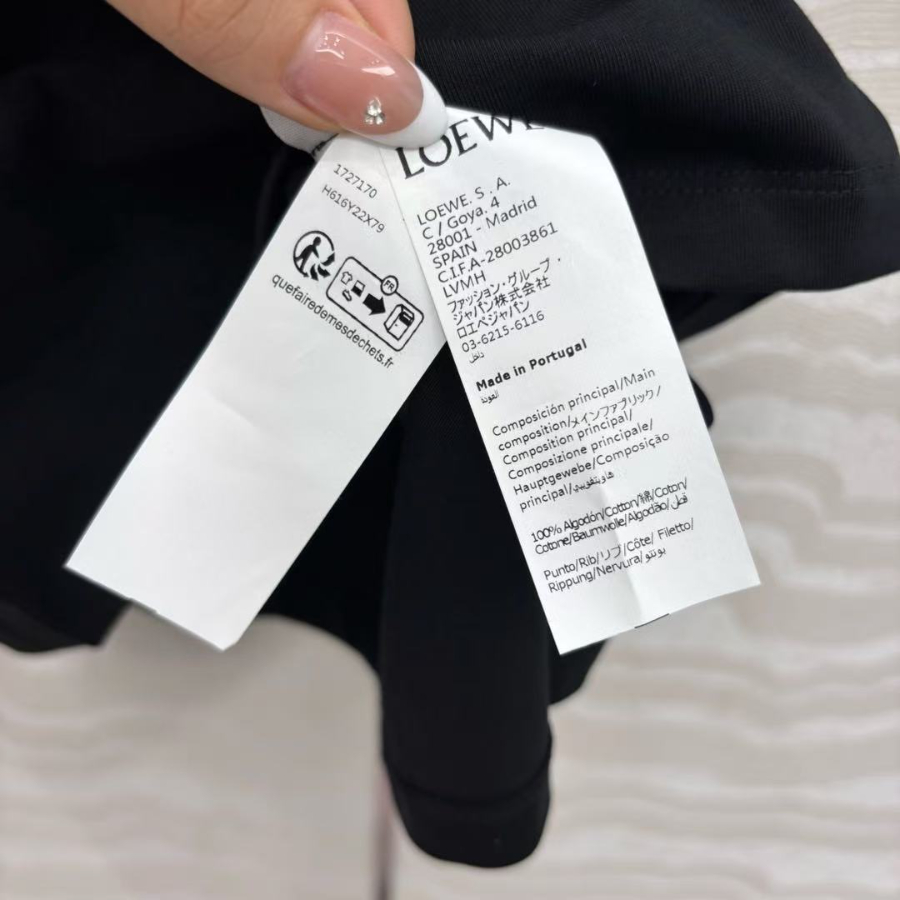 1727170
H616Y22X79
FR
quefairedemesdechets.fr
LOEWE
LOEWE. S. A.
C / Goya. 4
28001 - Madrid
SPAIN
C.I.F.A-28003861
LVMH
ファッション・グループ・
ジャパン株式会社
ロエベジャパン
03-6215-6116
Made in Portugal
Composición principal/Main
composition/メインファブリック/
Composition principal/
Composizione principale/
Hauptgewebe/Composição
principal/
100% Algodón/Cotton/綿/Coton/
Cotone/Baumwolle/Algodão/قطن
Punto/Rib/リブ/Côte/ Filetto/
Rippung/Nervura/بونتو